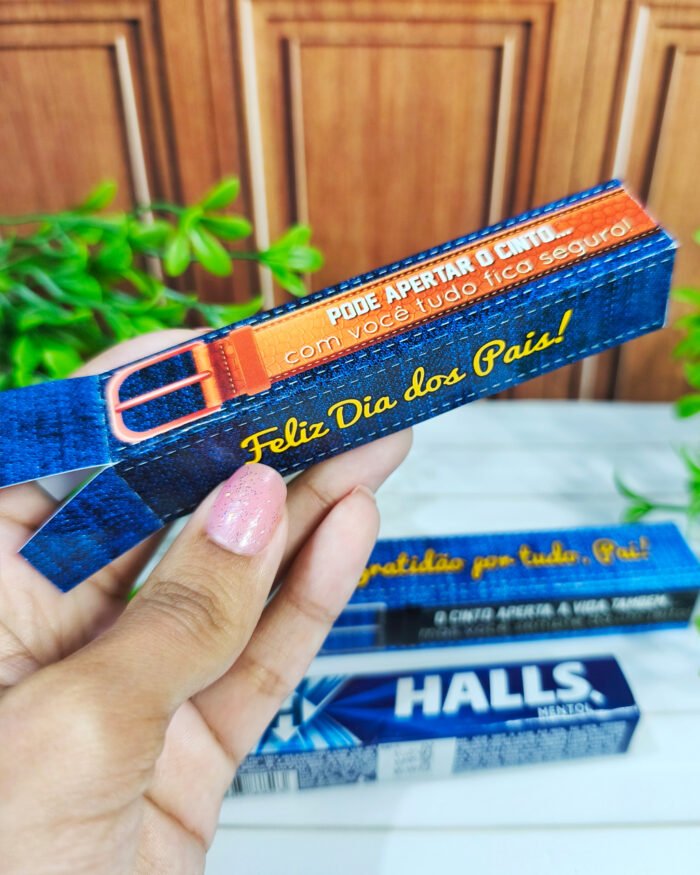 PODE APERTAR O CINTO...
com você tudo fica seguro!
Feliz Dia dos Pais!
gratidão por tudo, Pai!
O CINTO APERTA, A VIDA TAMBÉM,
HALLS
MENTOL